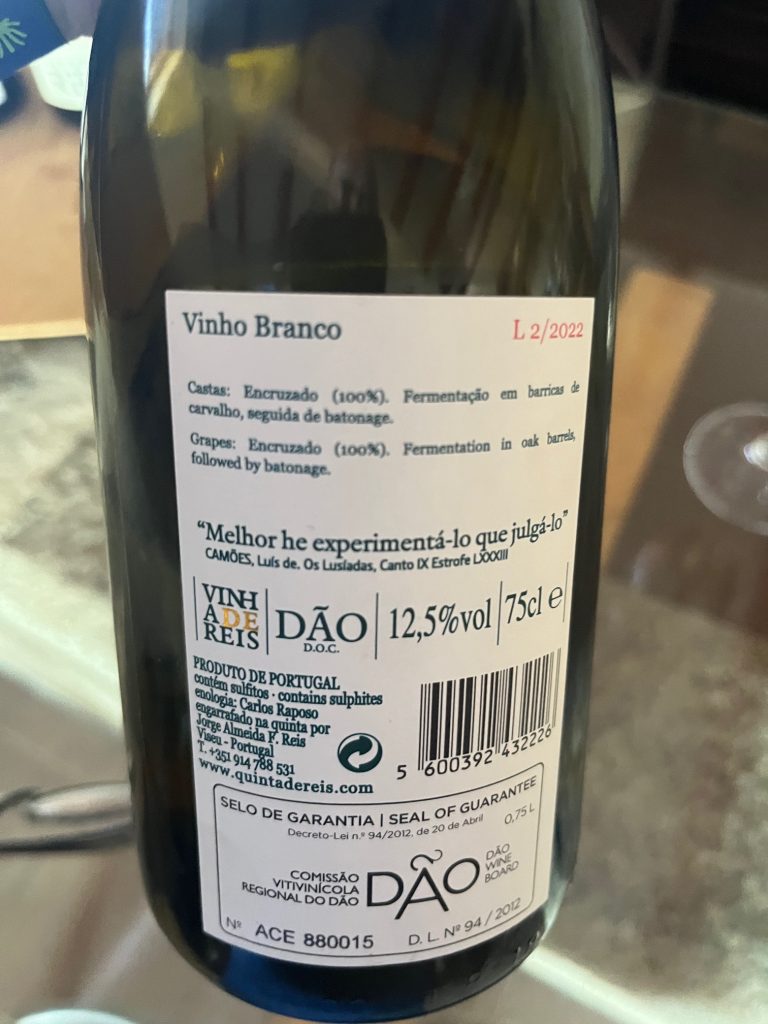 Vinho Branco
L 2/2022
Castas: Encruzado (100%). Fermentação em barricas de
carvalho, seguida de batonage.
Grapes: Encruzado (100%). Fermentation in oak barrels,
followed by batonage.
“Melhor he experimentá-lo que julgá-lo”
CAMÕES, Luís de. Os Lusíadas, Canto IX Estrofe LXXXIII
VINH
A DE
REIS
DÃO
D.O.C.
12,5%vol
75cl e
PRODUTO DE PORTUGAL
contém sulfitos · contains sulphites
enologia: Carlos Raposo
engarrafado na quinta por
Jorge Almeida F. Reis
Viseu - Portugal
T. +351 914 788 531
www.quintadereis.com
5 600392 432226
SELO DE GARANTIA | SEAL OF GUARANTEE
Decreto-Lei n.º 94/2012, de 20 de Abril
0,75 L
COMISSÃO
VITIVINÍCOLA
REGIONAL DO DÃO
DÃO
DÃO
WINE
BOARD
Nº ACE 880015
D. L. Nº 94 / 2012